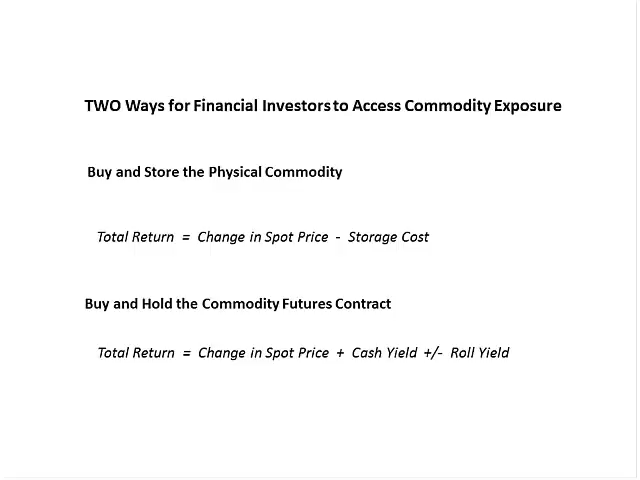 TWO Ways for Financial Investors to Access Commodity Exposure
Buy and Store the Physical Commodity
Total Return = Change in Spot Price - Storage Cost
Buy and Hold the Commodity Futures Contract
Total Return = Change in Spot Price + Cash Yield +/- Roll Yield